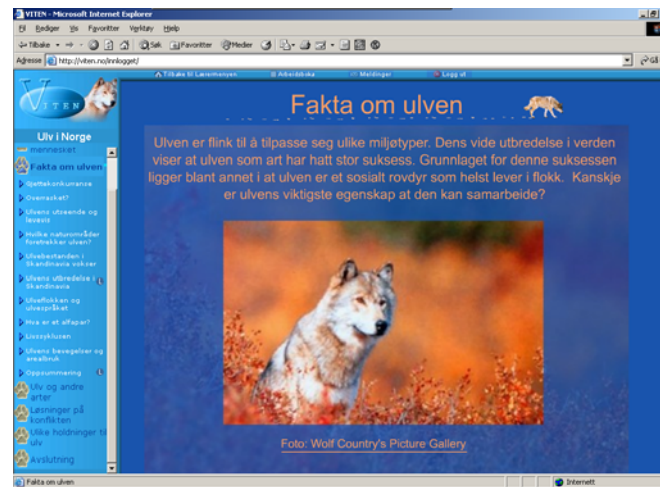 VITEN - Microsoft Internet Explorer
Fil Rediger Vis Favoritter Verktøy Hjelp
Tilbake Søk Favoritter Medier
Adresse http://viten.no/innlogget/ Gå
Tilbake til Lærermenyen Arbeidsboka Meldinger Logg ut
VITEN
Ulv i Norge
mennesket
Fakta om ulven
Gjettekonkurranse
Overrasket?
Ulvens utseende og
levevis
Hvilke naturområder
foretrekker ulven?
Ulvebestanden i
Skandinavia vokser
Ulvens utbredelse i
Skandinavia
Ulveflokken og
ulvespråket
Hva er et alfapar?
Livssyklusen
Ulvens bevegelser og
arealbruk
Oppsummering
Ulv og andre
arter
Løsninger på
konflikten
Ulike holdninger til
ulv
Avslutning
Fakta om ulven
Ulven er flink til å tilpasse seg ulike miljøtyper. Dens vide utbredelse i verden
viser at ulven som art har hatt stor suksess. Grunnlaget for denne suksessen
ligger blant annet i at ulven er et sosialt rovdyr som helst lever i flokk. Kanskje
er ulvens viktigste egenskap at den kan samarbeide?
Foto: Wolf Country's Picture Gallery
Fakta om ulven Internett